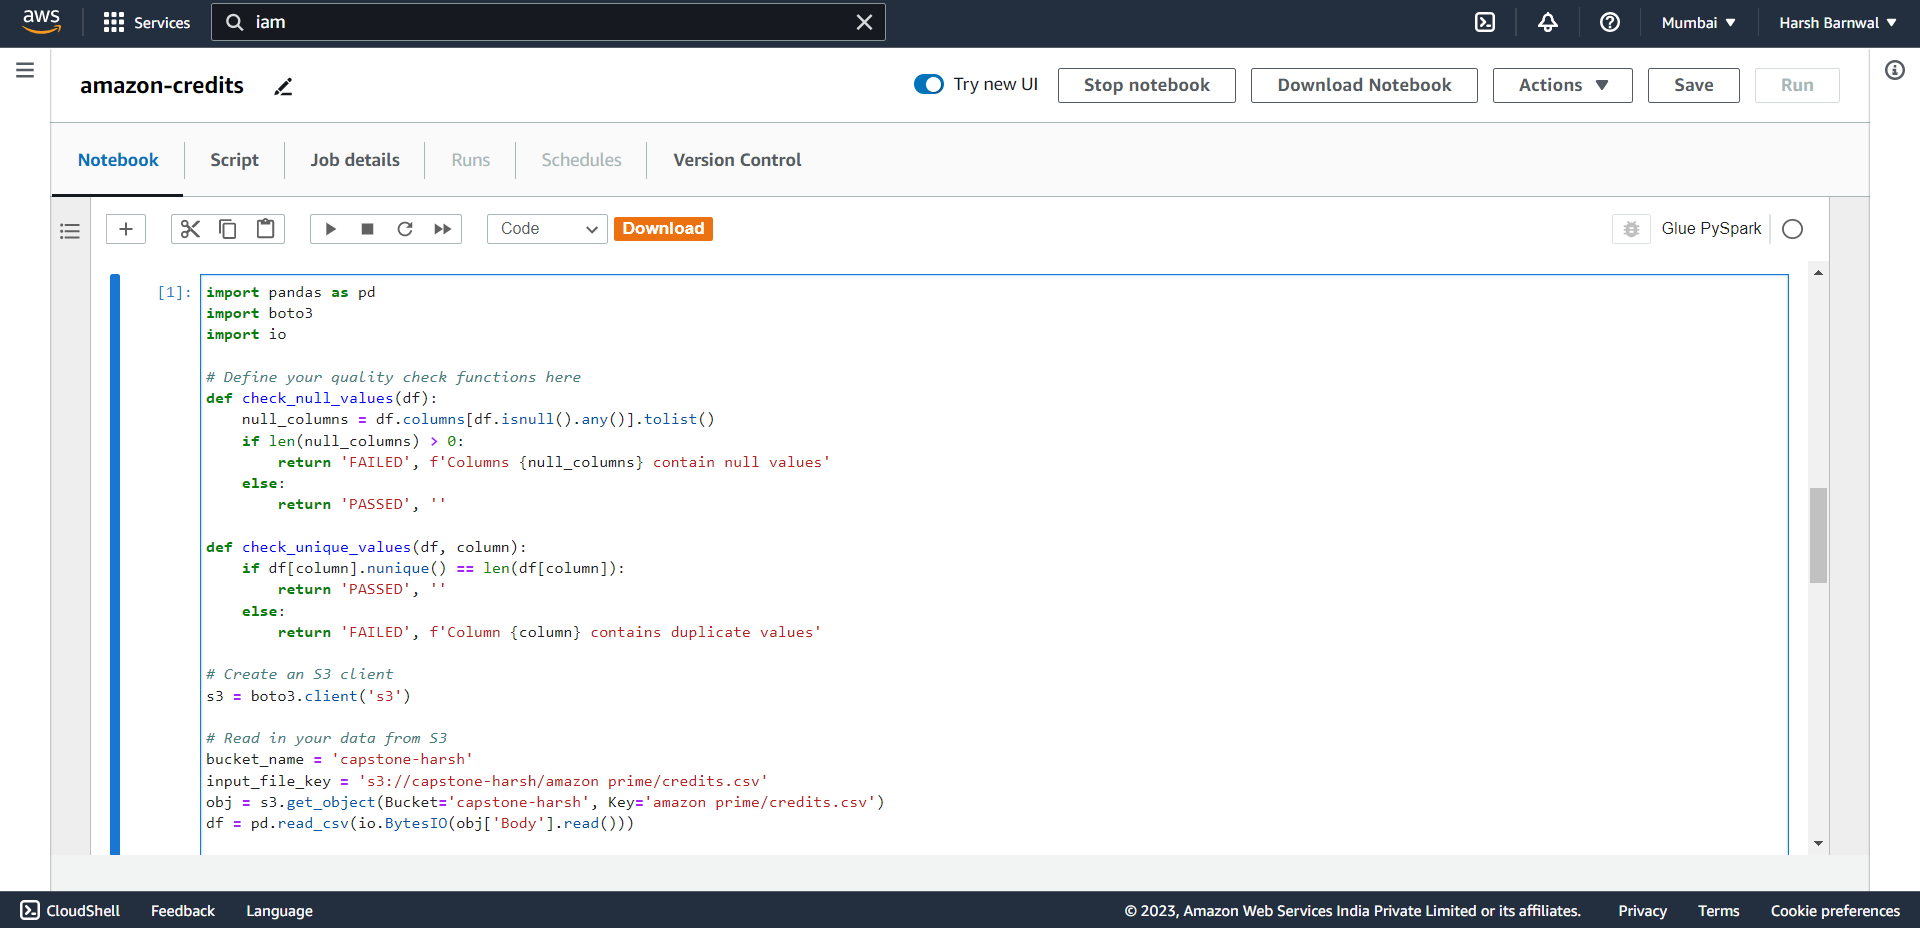 aws
Services
iam
Mumbai ▼
Harsh Barnwal ▼
amazon-credits
Try new UI
Stop notebook
Download Notebook
Actions ▼
Save
Run
Notebook
Script
Job details
Runs
Schedules
Version Control
Code
Download
Glue PySpark
[1]:
import pandas as pd
import boto3
import io
# Define your quality check functions here
def check_null_values(df):
    null_columns = df.columns[df.isnull().any()].tolist()
    if len(null_columns) > 0:
        return 'FAILED', f'Columns {null_columns} contain null values'
    else:
        return 'PASSED', ''
def check_unique_values(df, column):
    if df[column].nunique() == len(df[column]):
        return 'PASSED', ''
    else:
        return 'FAILED', f'Column {column} contains duplicate values'
# Create an S3 client
s3 = boto3.client('s3')
# Read in your data from S3
bucket_name = 'capstone-harsh'
input_file_key = 's3://capstone-harsh/amazon prime/credits.csv'
obj = s3.get_object(Bucket='capstone-harsh', Key='amazon prime/credits.csv')
df = pd.read_csv(io.BytesIO(obj['Body'].read()))
CloudShell
Feedback
Language
© 2023, Amazon Web Services India Private Limited or its affiliates.
Privacy
Terms
Cookie preferences